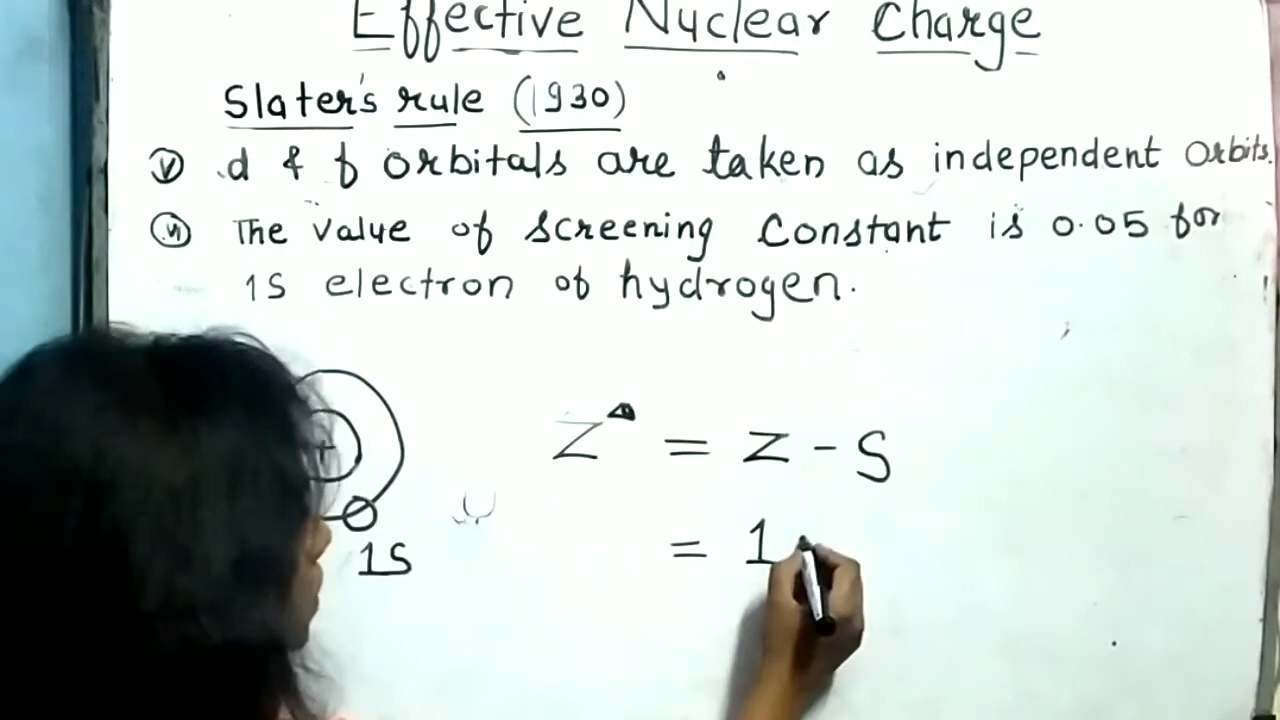 Effective Nuclear Charge
Slater's rule (1930)
(v) d & f orbitals are taken as independent orbits.
(vi) The value of screening constant is 0.05 for
1s electron of hydrogen.
+
1s
Z* = Z - S
= 1